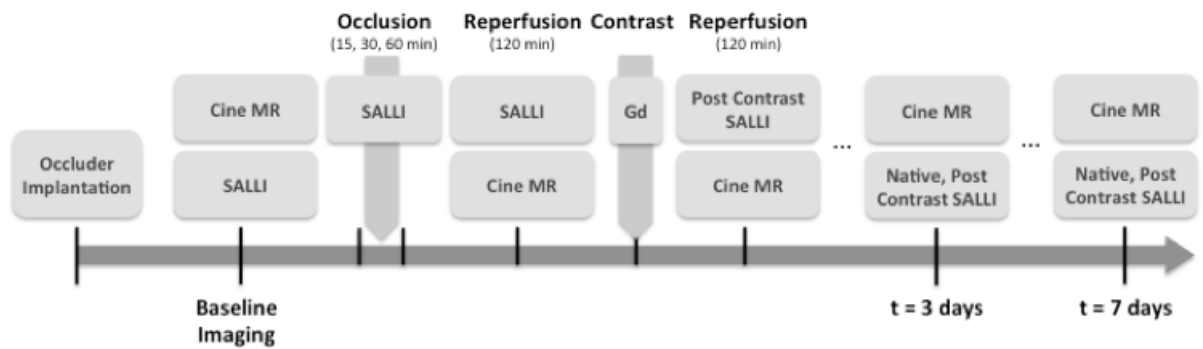 Occlusion
(15, 30, 60 min)
Reperfusion
(120 min)
Contrast
Reperfusion
(120 min)
Occluder
Implantation
Cine MR
SALLI
SALLI
SALLI
Cine MR
Gd
Post Contrast
SALLI
Cine MR
...
Cine MR
Native, Post
Contrast SALLI
...
Cine MR
Native, Post
Contrast SALLI
Baseline
Imaging
t = 3 days
t = 7 days